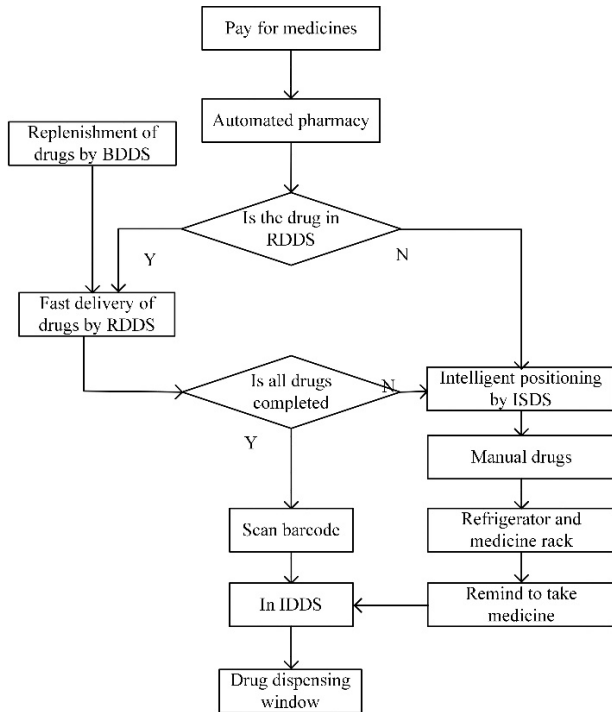 Pay for medicines
Automated pharmacy
Replenishment of
drugs by BDDS
Is the drug in
RDDS
Y
N
Fast delivery of
drugs by RDDS
Is all drugs
completed
N
Y
Intelligent positioning
by ISDS
Manual drugs
Scan barcode
Refrigerator and
medicine rack
In IDDS
Remind to take
medicine
Drug dispensing
window